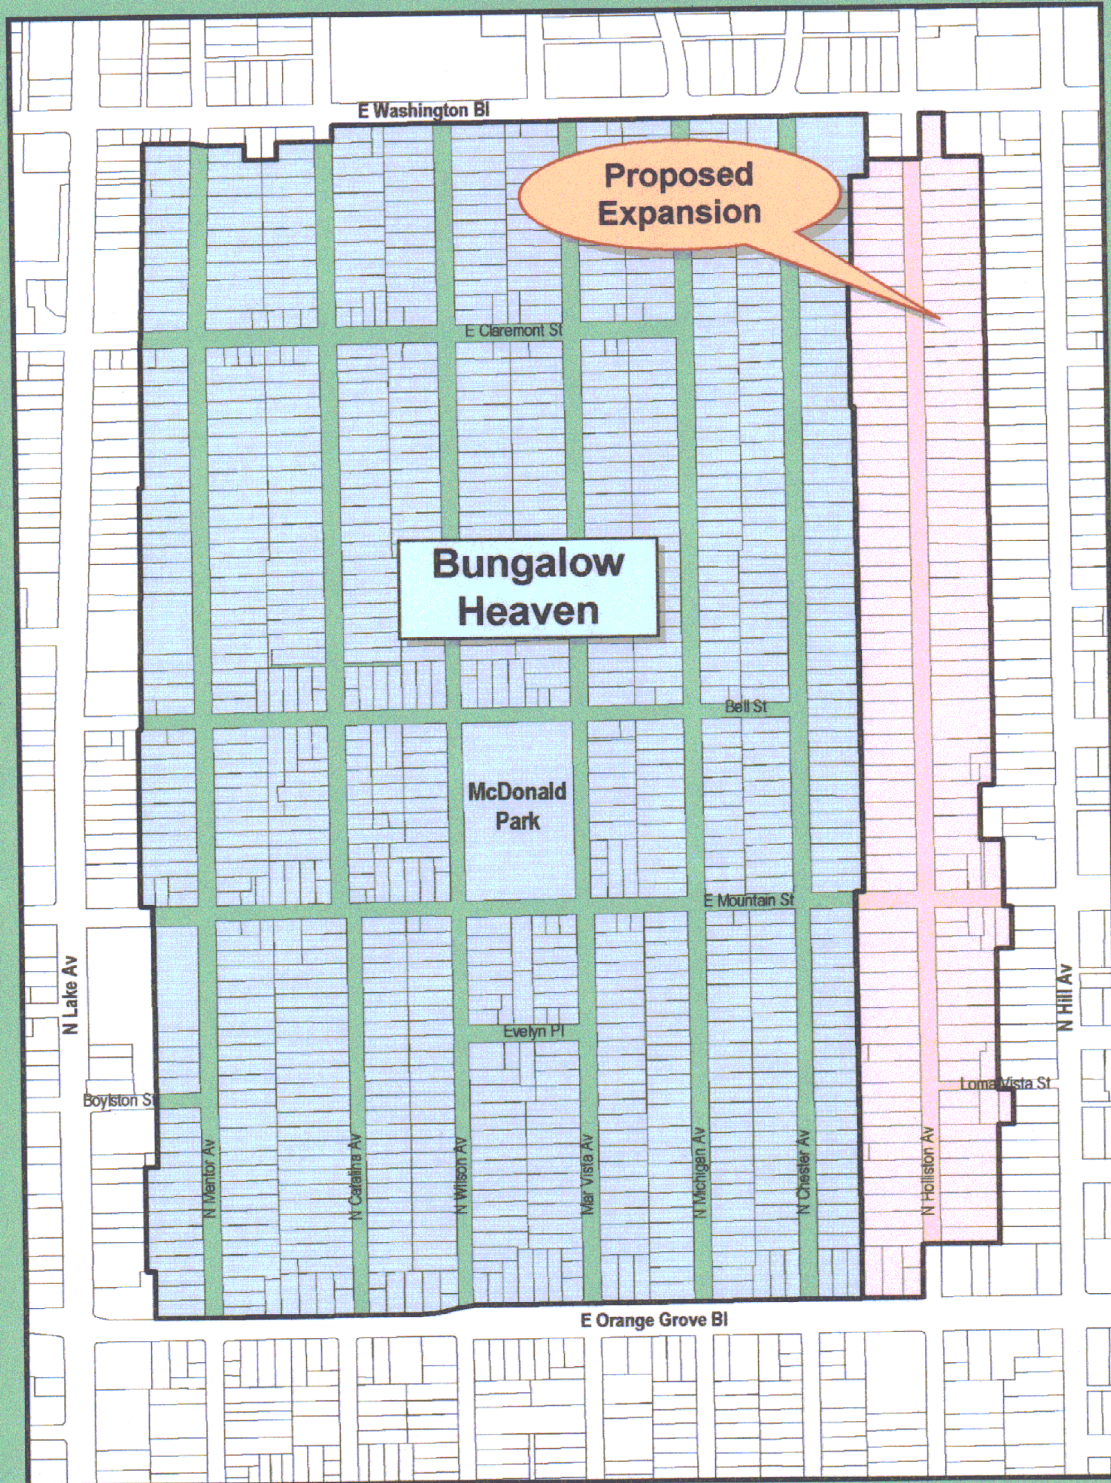 E Washington Bl
Proposed
Expansion
E Claremont St
Bungalow
Heaven
Bell St
McDonald
Park
E Mountain St
N Lake Av
N Hill Av
Evelyn Pl
Loma Vista St
Boylston St
N Mentor Av
N Catalina Av
N Wilson Av
Mar Vista Av
N Michigan Av
N Chester Av
N Holliston Av
E Orange Grove Bl